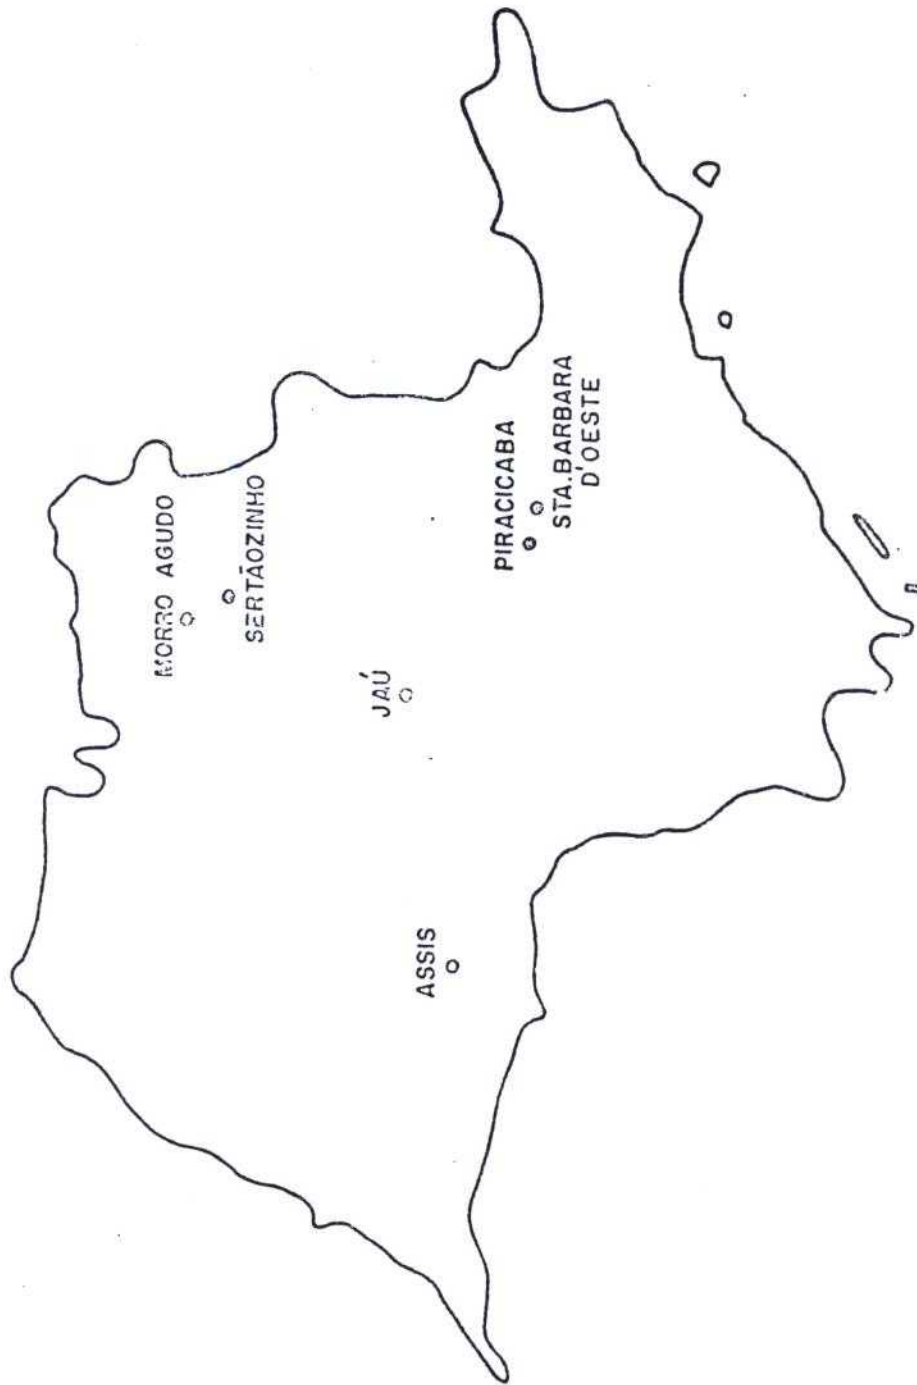 MORRO AGUDO
SERTÃOZINHO
JAÚ
PIRACICABA
STA.BARBARA
D'OESTE
ASSIS